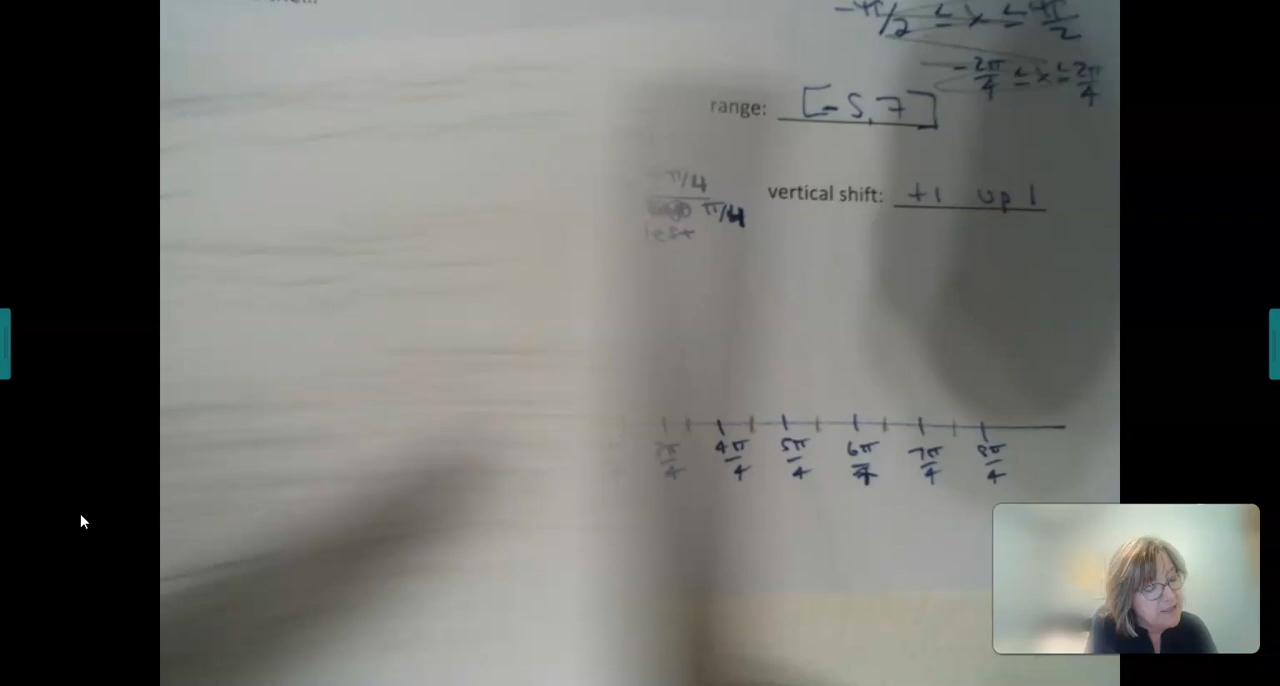 -π/2 ≤ x ≤ π/2
-2π/4 ≤ x ≤ 2π/4
range: [-5, 7]
π/4
π/4
vertical shift: +1 up 1
4π/4 5π/4 6π/4 7π/4 8π/4